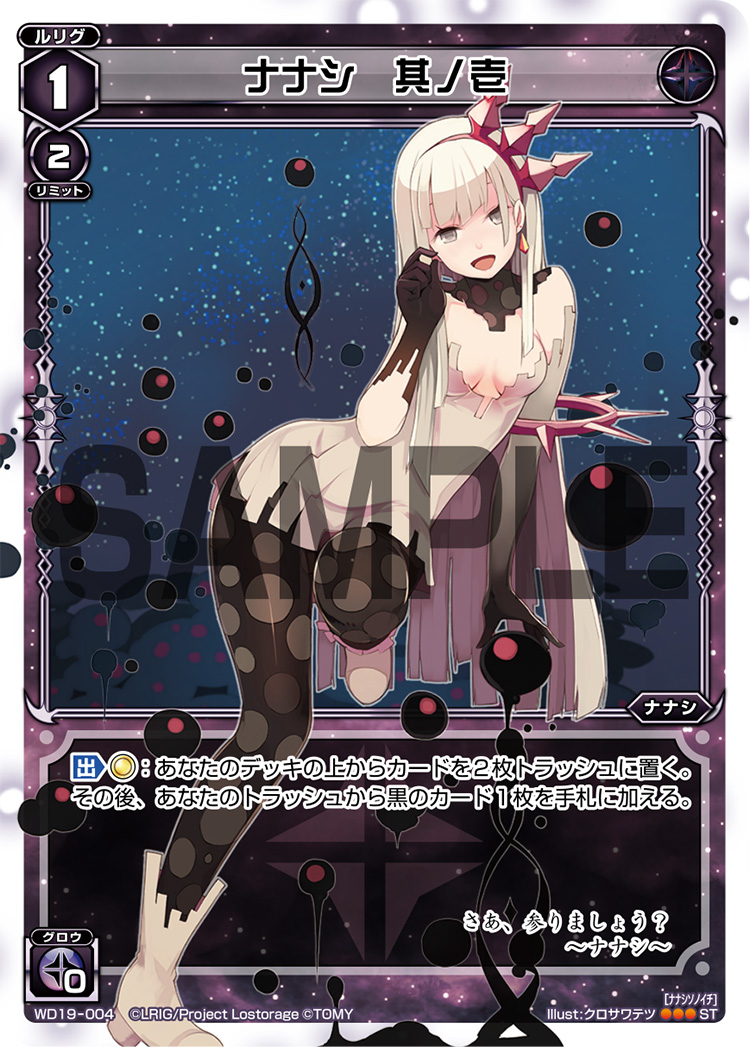 ルリグ
1
ナナシ 其ノ壱
2
リミット
SAMPLE
ナナシ
出:あなたのデッキの上からカードを2枚トラッシュに置く。
その後、あなたのトラッシュから黒のカード1枚を手札に加える。
さあ、参りましょう?
~ナナシ~
グロウ
0
[ナナシソノイチ]
WD19-004 ©LRIG/Project Lostorage ©TOMY Illust:クロサワテツ ST